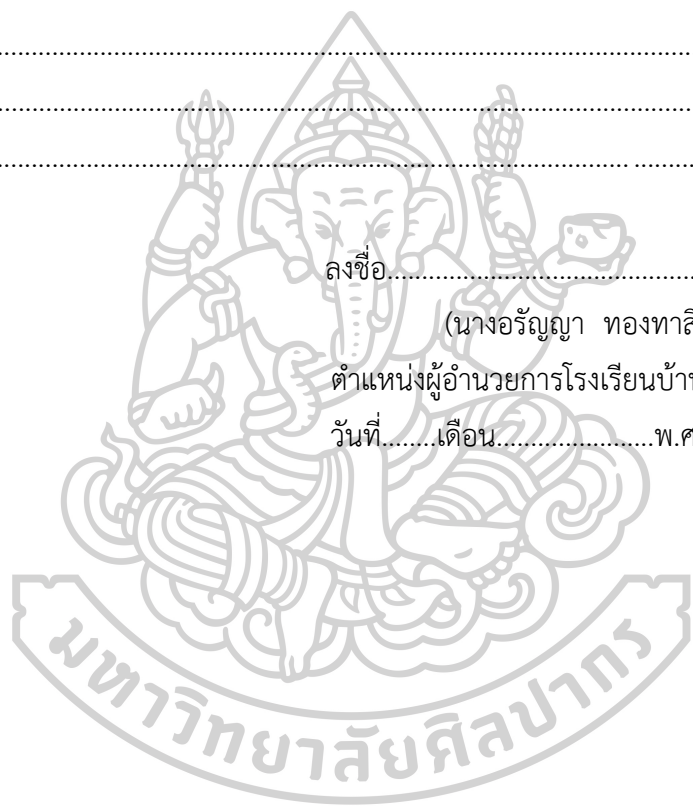 ................................................................................................................
................................................................................................................
................................................................................................................
ลงชื่อ.............................................
(นางอรัญญา ทองทาสี
ตำแหน่งผู้อำนวยการโรงเรียนบ้าน
วันที่........เดือน.......................พ.ศ
มหาวิทยาลัยศิลปากร